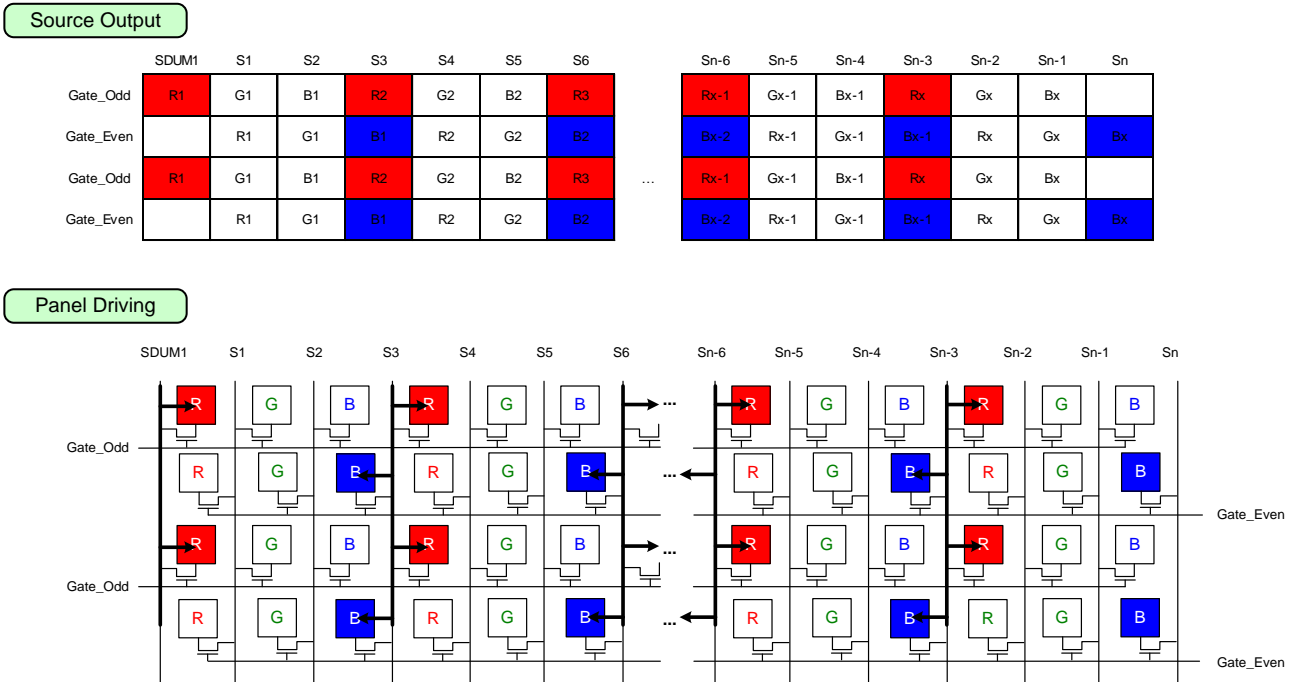 Source Output
SDUM1 S1 S2 S3 S4 S5 S6 Sn-6 Sn-5 Sn-4 Sn-3 Sn-2 Sn-1 Sn
Gate_Odd R1 G1 B1 R2 G2 B2 R3 Rx-1 Gx-1 Bx-1 Rx Gx Bx
Gate_Even R1 G1 B1 R2 G2 B2 Bx-2 Rx-1 Gx-1 Bx-1 Rx Gx Bx
Gate_Odd R1 G1 B1 R2 G2 B2 R3 ... Rx-1 Gx-1 Bx-1 Rx Gx Bx
Gate_Even R1 G1 B1 R2 G2 B2 Bx-2 Rx-1 Gx-1 Bx-1 Rx Gx Bx
Panel Driving
SDUM1 S1 S2 S3 S4 S5 S6 Sn-6 Sn-5 Sn-4 Sn-3 Sn-2 Sn-1 Sn
R G B R G B ... R G B R G B
Gate_Odd
R G B R G B ... R G B R G B
Gate_Even
R G B R G B ... R G B R G B
Gate_Odd
R G B R G B ... R G B R G B
Gate_Even